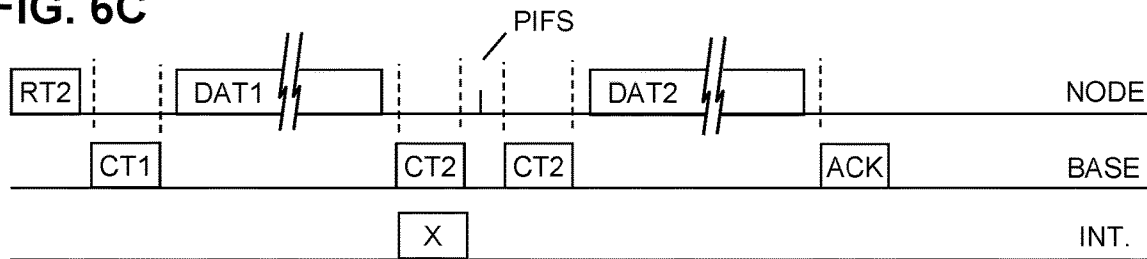 FIG. 6C
PIFS
RT2 DAT1 DAT2 NODE
CT1 CT2 CT2 ACK BASE
X INT.